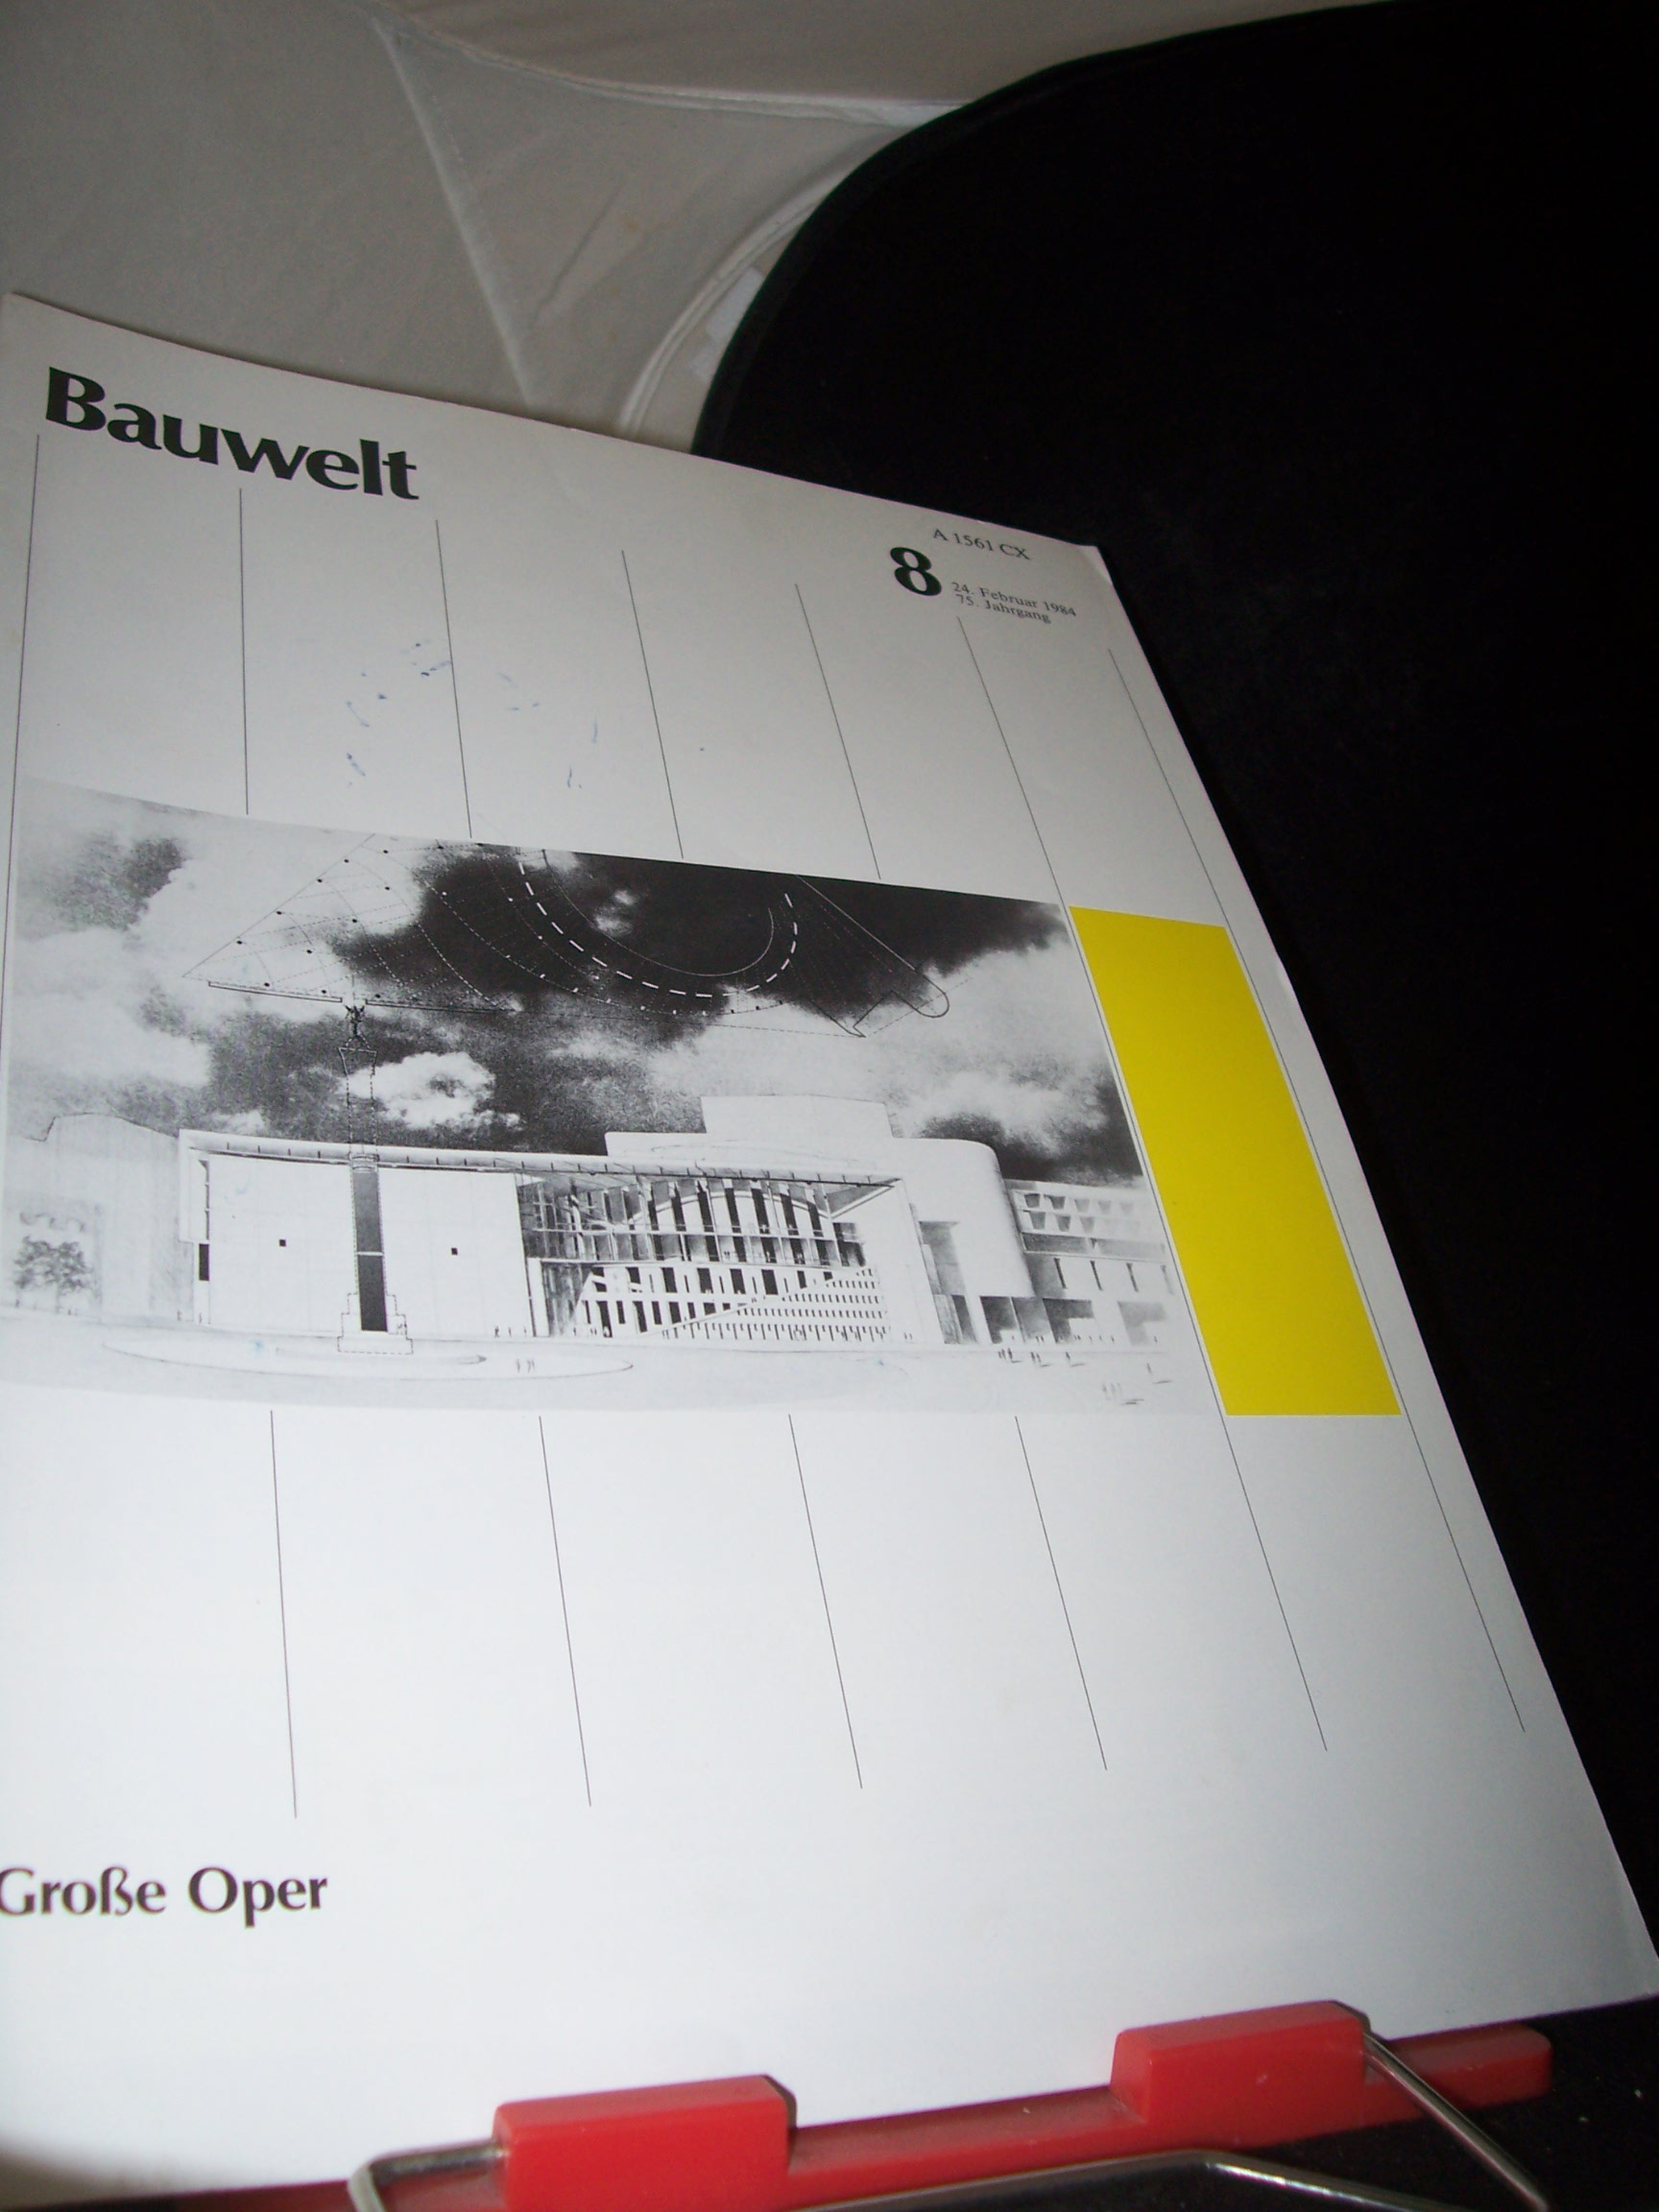 Bauwelt
A 1561 CX
8
24. Februar 1984
75. Jahrgang
Große Oper